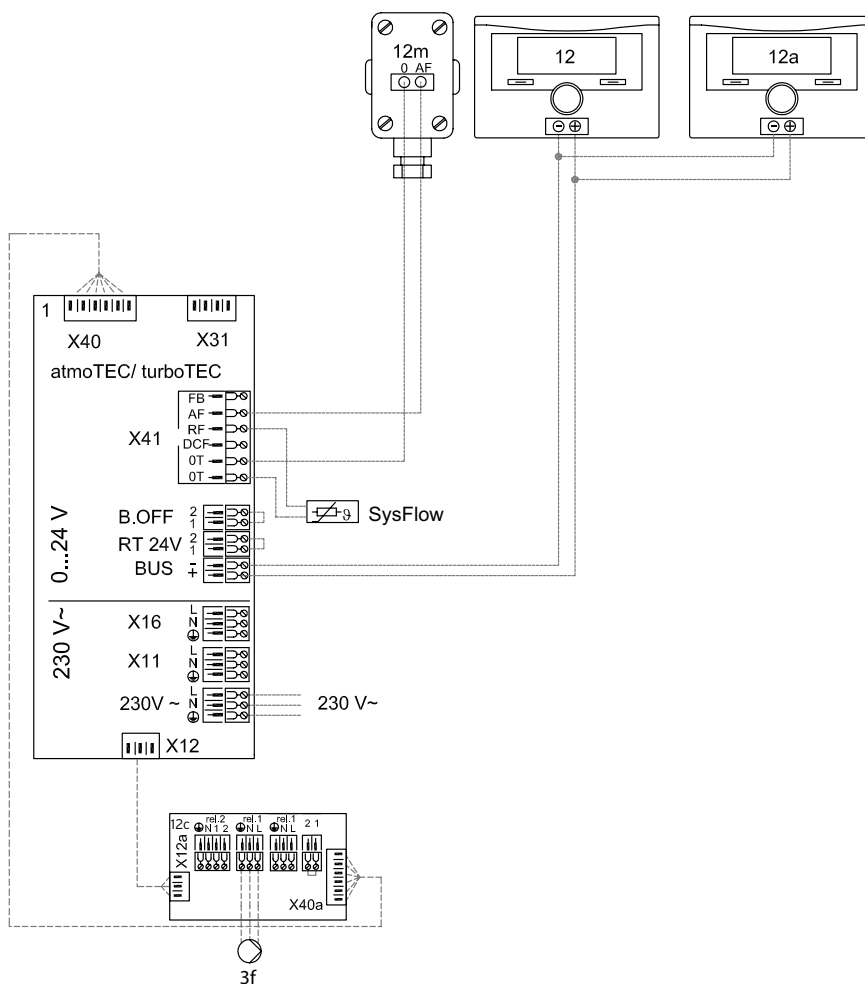 12m
0 AF
12
12a
⊖ ⊕
⊖ ⊕
1
X40
X31
atmoTEC/ turboTEC
X41
FB
AF
RF
DCF
0T
0T
SysFlow
ϑ
0...24 V
B.OFF 2
1
RT 24V 2
1
BUS -
+
230 V~
X16 L
N
X11 L
N
230V ~ L
N
230 V~
X12
12c
rel.2
N 1 2
rel.1
N L
rel.1
N L
2 1
X12a
X40a
3f